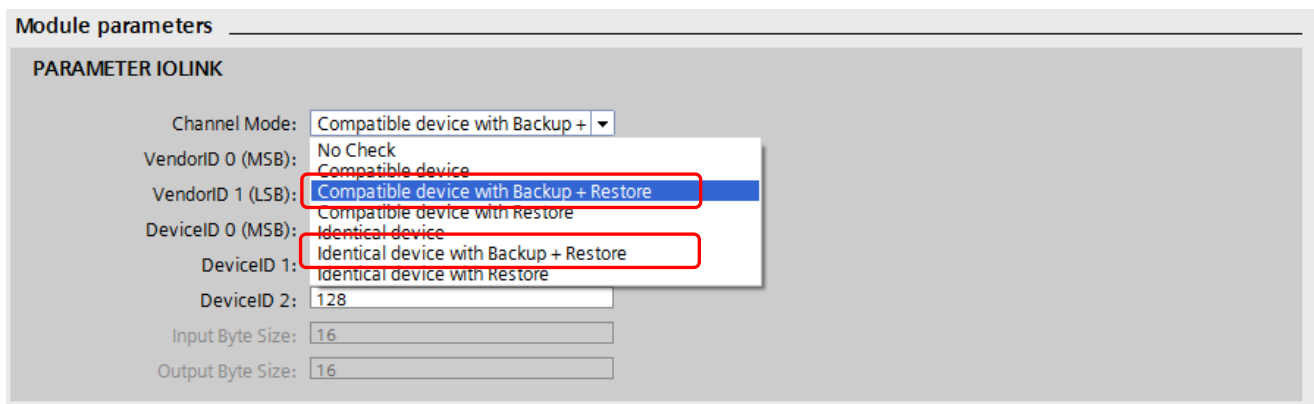 Module parameters
PARAMETER IOLINK
Channel Mode: Compatible device with Backup +
No Check
VendorID 0 (MSB):
Compatible device
VendorID 1 (LSB):
Compatible device with Backup + Restore
Compatible device with Restore
DeviceID 0 (MSB):
Identical device
Identical device with Backup + Restore
DeviceID 1:
Identical device with Restore
DeviceID 2: 128
Input Byte Size: 16
Output Byte Size: 16